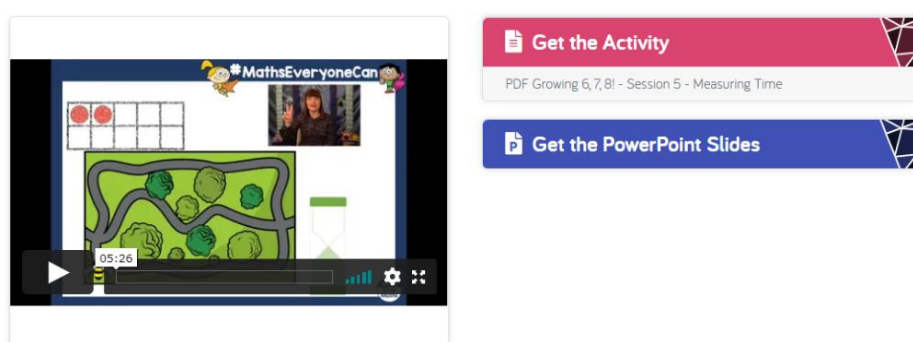 #MathsEveryoneCan
05:26
Get the Activity
PDF Growing 6, 7, 8! - Session 5 - Measuring Time
P
Get the PowerPoint Slides